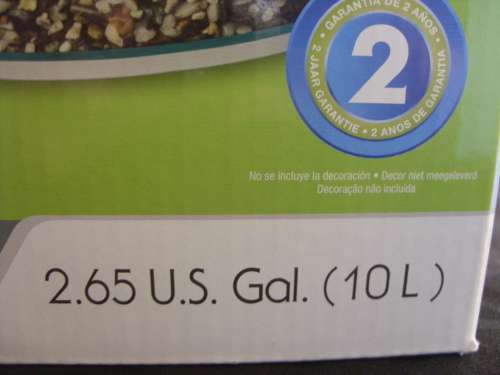 GARANTÍA DE 2 AÑOS
2 JAAR GARANTIE • 2 ANOS DE GARANTIA
2
No se incluye la decoración • Decor niet meegeleverd
Decoração não incluida
2.65 U.S. Gal. (10 L)